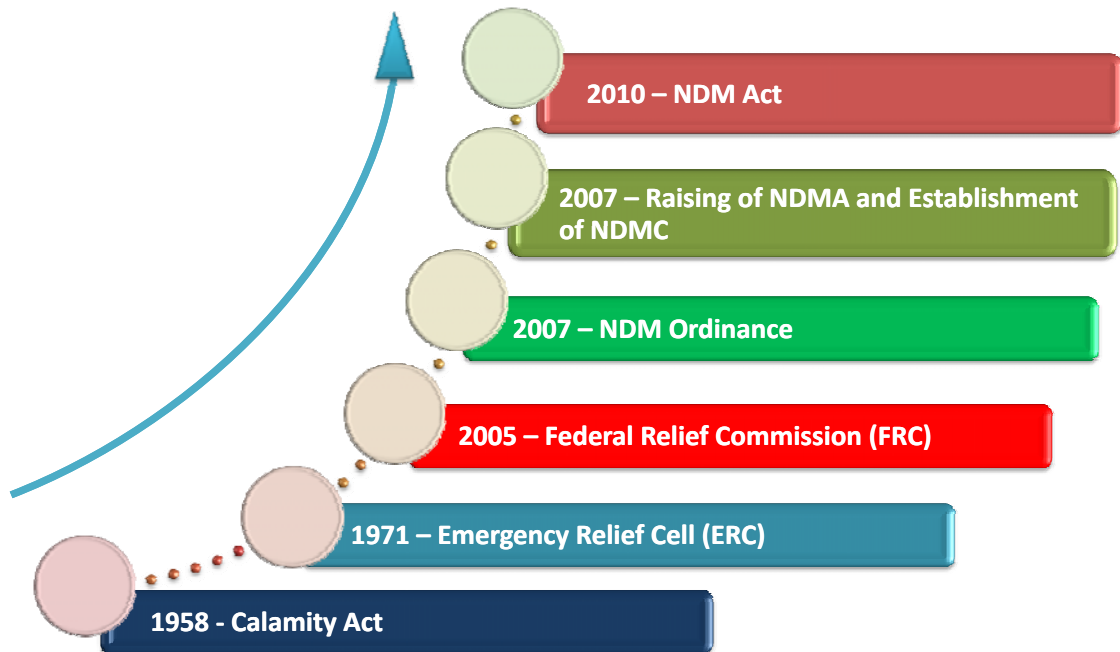 2010 – NDM Act
2007 – Raising of NDMA and Establishment
of NDMC
2007 – NDM Ordinance
2005 – Federal Relief Commission (FRC)
1971 – Emergency Relief Cell (ERC)
1958 - Calamity Act